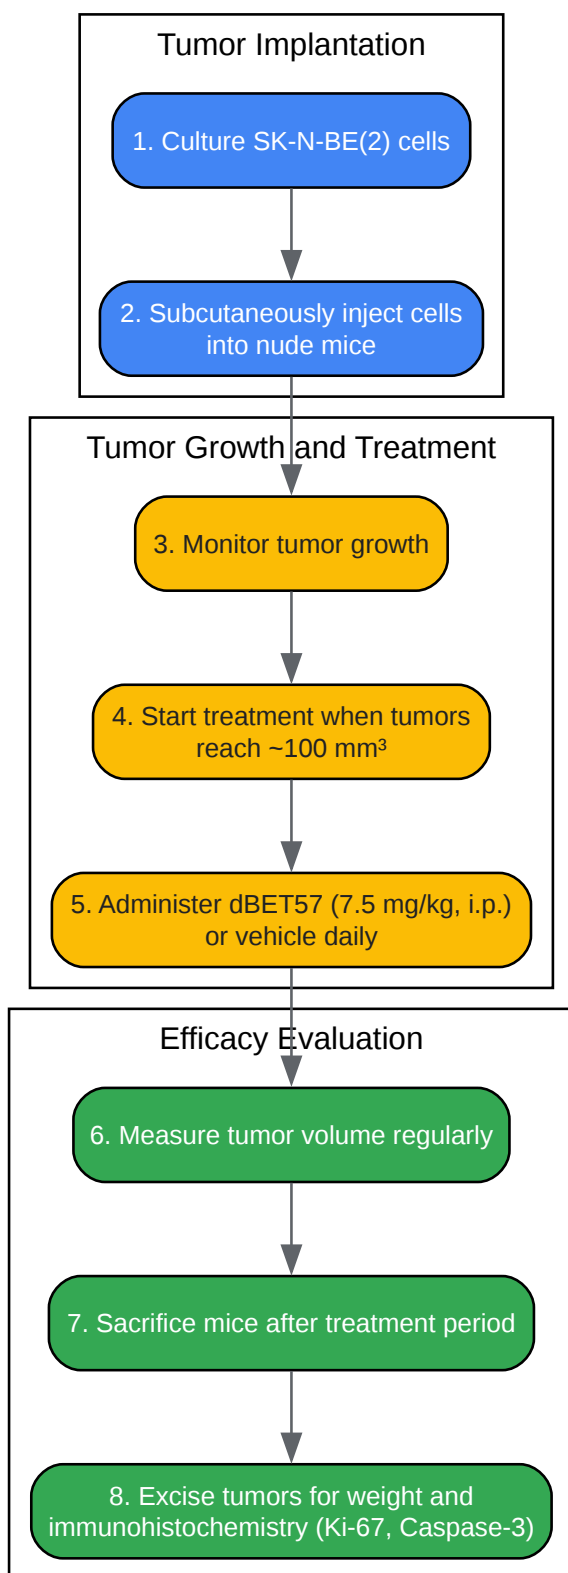 Tumor Implantation
1. Culture SK-N-BE(2) cells
2. Subcutaneously inject cells
into nude mice
Tumor Growth and Treatment
3. Monitor tumor growth
4. Start treatment when tumors
reach ~100 mm³
5. Administer dBET57 (7.5 mg/kg, i.p.)
or vehicle daily
Efficacy Evaluation
6. Measure tumor volume regularly
7. Sacrifice mice after treatment period
8. Excise tumors for weight and
immunohistochemistry (Ki-67, Caspase-3)